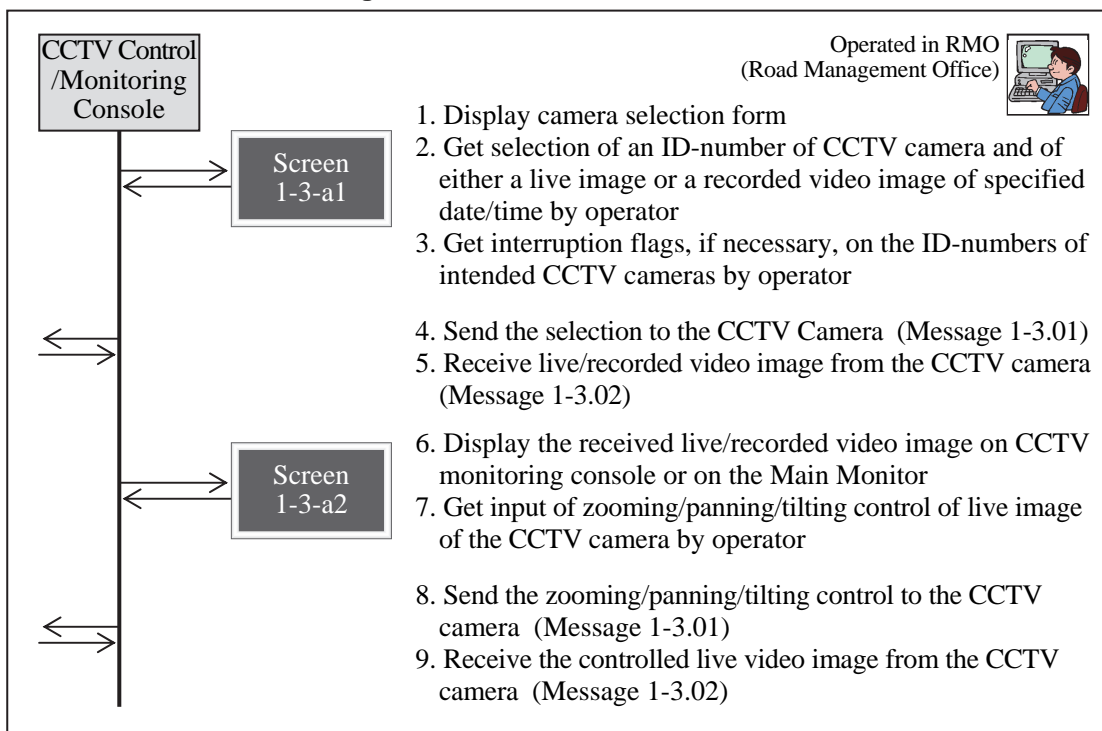 CCTV Control
/Monitoring
Console
Operated in RMO
(Road Management Office)
Screen
1-3-a1
1. Display camera selection form
2. Get selection of an ID-number of CCTV camera and of
either a live image or a recorded video image of specified
date/time by operator
3. Get interruption flags, if necessary, on the ID-numbers of
intended CCTV cameras by operator
4. Send the selection to the CCTV Camera (Message 1-3.01)
5. Receive live/recorded video image from the CCTV camera
(Message 1-3.02)
Screen
1-3-a2
6. Display the received live/recorded video image on CCTV
monitoring console or on the Main Monitor
7. Get input of zooming/panning/tilting control of live image
of the CCTV camera by operator
8. Send the zooming/panning/tilting control to the CCTV
camera (Message 1-3.01)
9. Receive the controlled live video image from the CCTV
camera (Message 1-3.02)